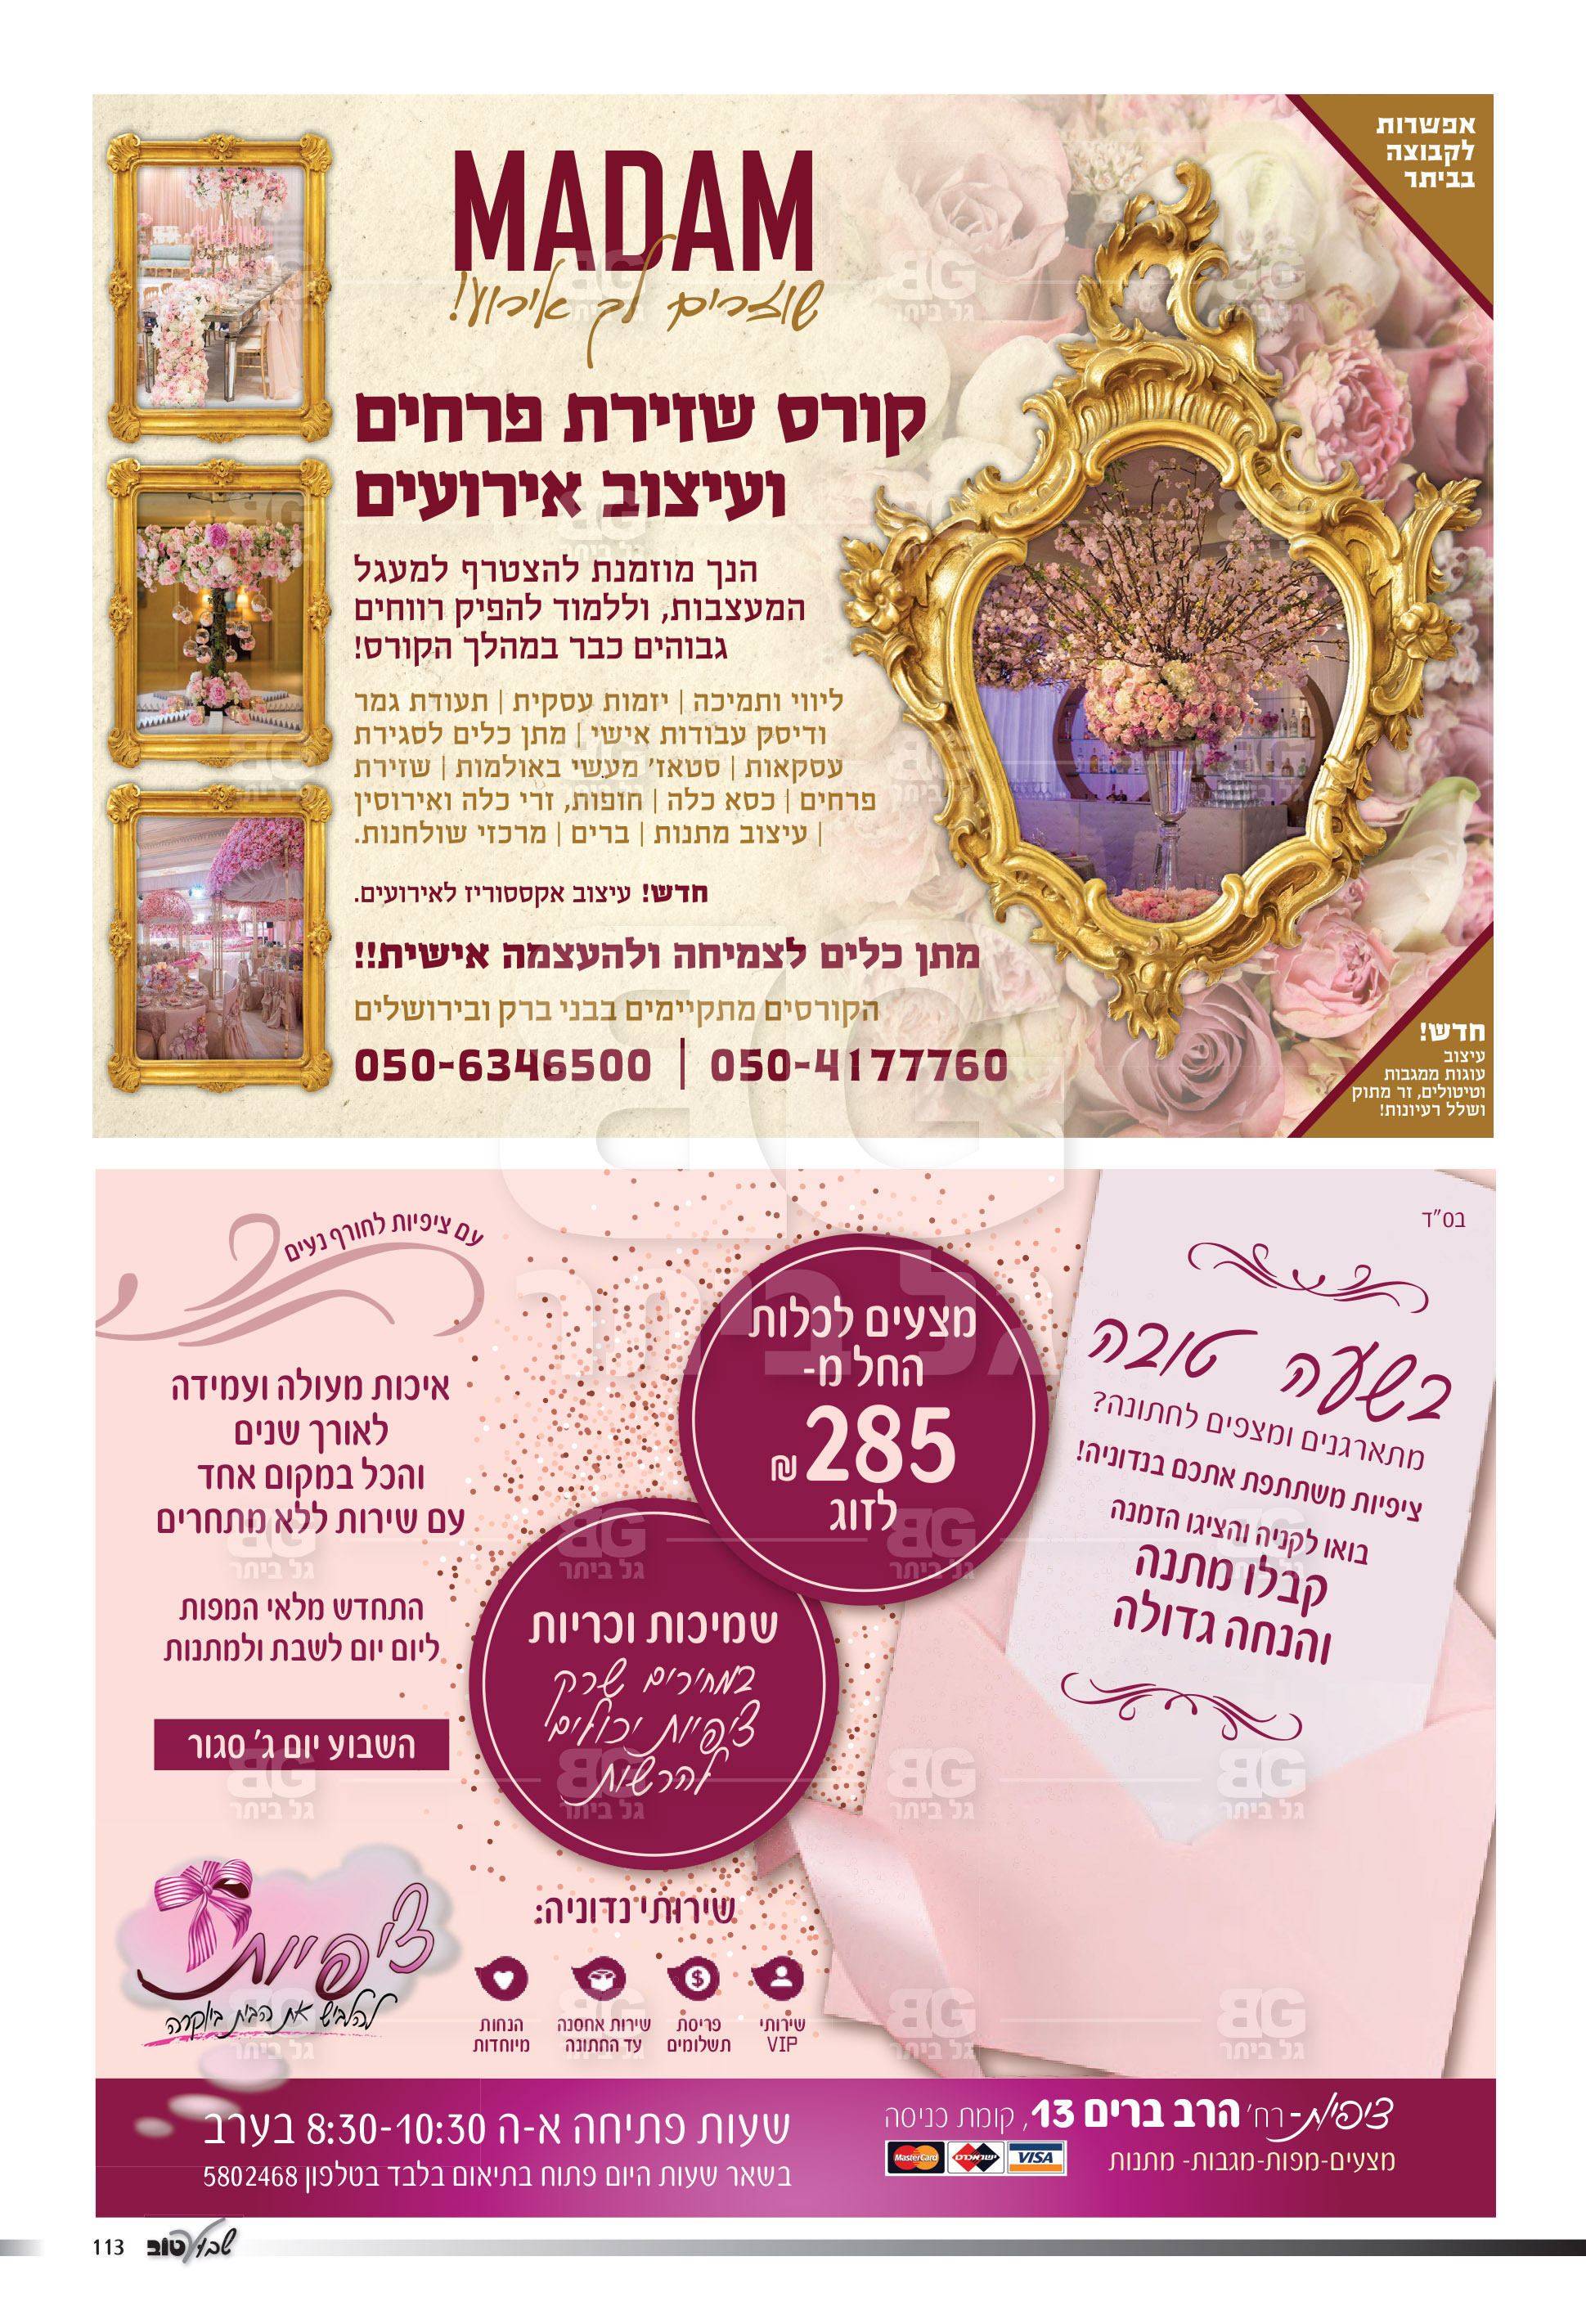 אפשרות
לקבוצה
בביתר
MADAM
שוזרים לך אירוע!
קורס שזירת פרחים
ועיצוב אירועים
הנך מוזמנת להצטרף למעגל
המעצבות, וללמוד להפיק רווחים
גבוהים כבר במהלך הקורס!
ליווי ותמיכה | יזמות עסקית | תעודת גמר
ודיסק עבודות אישי | מתן כלים לסגירת
עסקאות | סטאז' מעשי באולמות | שזירת
פרחים | כסא כלה | חופות, זרי כלה ואירוסין
| עיצוב מתנות | ברים | מרכזי שולחנות.
חדש! עיצוב אקססוריז לאירועים.
מתן כלים לצמיחה ולהעצמה אישית!!
הקורסים מתקיימים בבני ברק ובירושלים
050-6346500 | 050-4177760
חדש!
עיצוב
עוגות ממגבות
וטיטולים, זר מתוק
ושלל רעיונות!
בס"ד
בשעה טובה
מתארגנים ומצפים לחתונה?
ציפיות משתתפת אתכם בנדוניה!
בואו לקניה והציגו הזמנה
קבלו מתנה
והנחה גדולה
מצעים לכלות
החל מ-
285 ₪
לזוג
שמיכות וכריות
במחירים שרק
ציפיות יכולים
להרשות
עם ציפיות לחורף נעים
איכות מעולה ועמידה
לאורך שנים
והכל במקום אחד
עם שירות ללא מתחרים
התחדש מלאי המפות
ליום יום לשבת ולמתנות
השבוע יום ג' סגור
ציפיות
להלביש את הבית ביוקרה
שירותי נדוניה:
שירותי
VIP
פריסת
תשלומים
שירות אחסנה
עד החתונה
הנחות
מיוחדות
ציפיות- רח' הרב ברים 13, קומת כניסה
מצעים-מפות-מגבות- מתנות
VISA
ישראכרט
MasterCard
שעות פתיחה א-ה 8:30-10:30 בערב
בשאר שעות היום פתוח בתיאום בלבד בטלפון 5802468
113 שבוע טוב
BG
גל ביתר